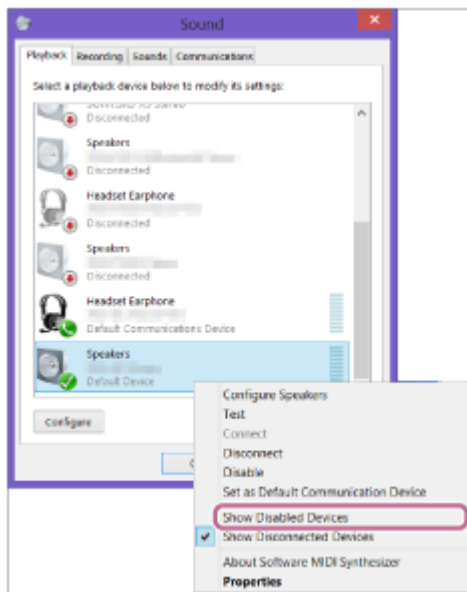 Sound
Playback Recording Sounds Communications
Select a playback device below to modify its settings:
Disconnected
Speakers
Disconnected
Headset Earphone
Disconnected
Speakers
Disconnected
Headset Earphone
Default Communications Device
Speakers
Default Device
Configure
Configure Speakers
Test
Connect
Disconnect
Disable
Set as Default Communication Device
Show Disabled Devices
Show Disconnected Devices
About Software MIDI Synthesizer
Properties